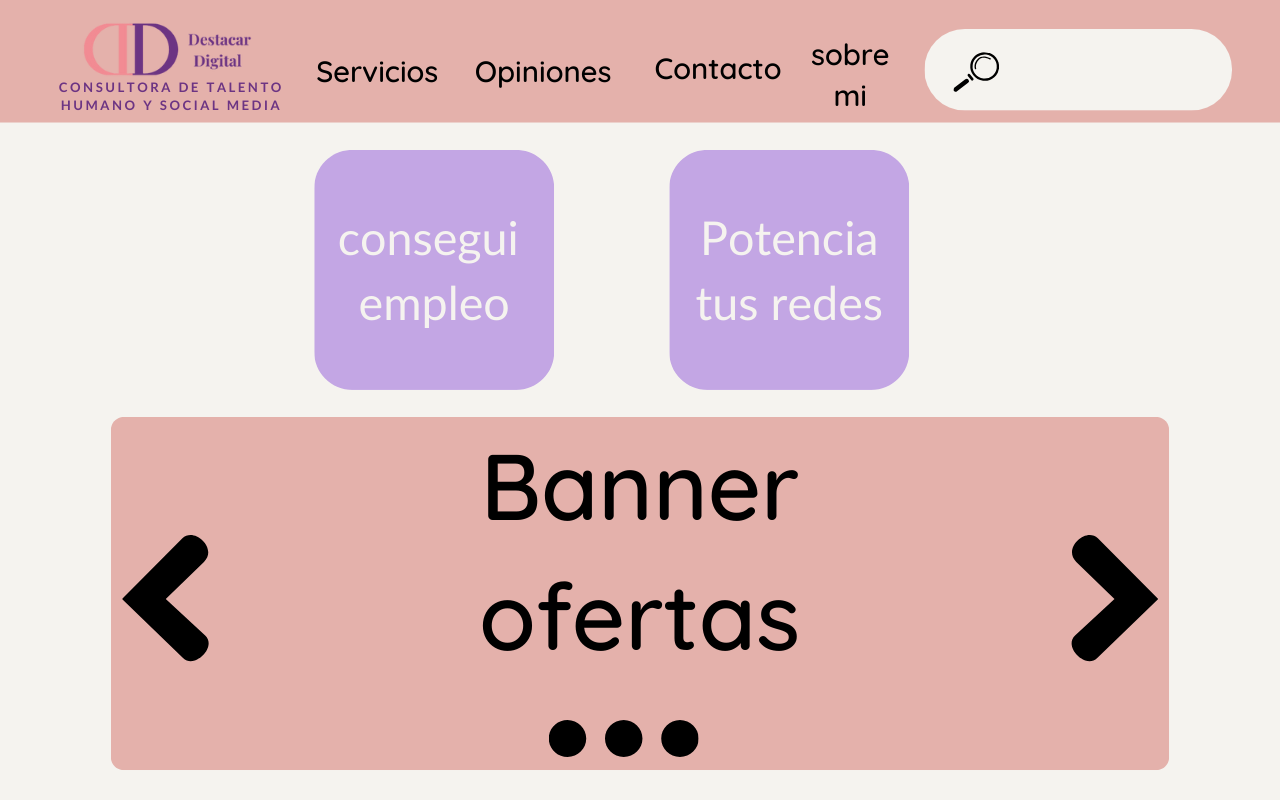 Destacar
Digital
CONSULTORA DE TALENTO
HUMANO Y SOCIAL MEDIA
Servicios
Opiniones
Contacto
sobre
mi
consegui
empleo
Potencia
tus redes
Banner
ofertas